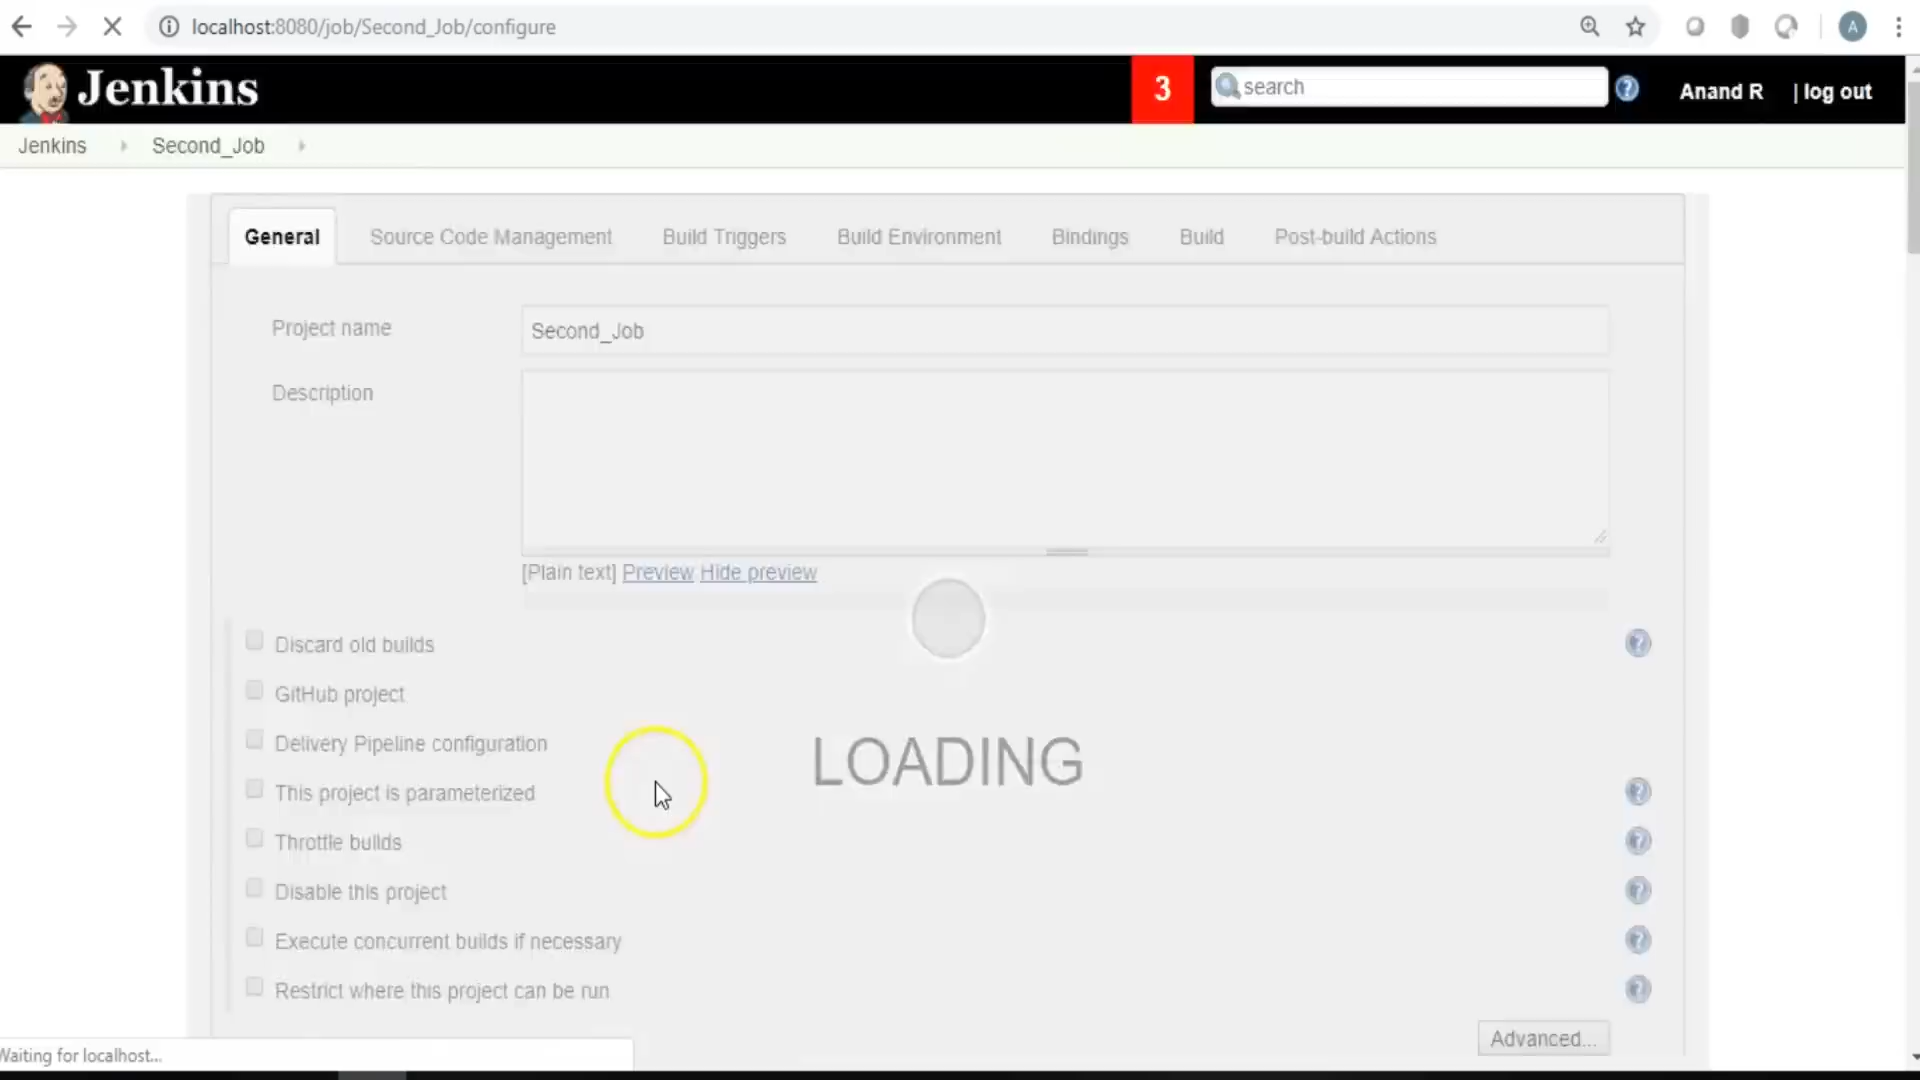 localhost:8080/job/Second_Job/configure
A
Jenkins
3
search
Anand R
| log out
Jenkins
Second_Job
General
Source Code Management
Build Triggers
Build Environment
Bindings
Build
Post-build Actions
Project name
Second_Job
Description
[Plain text] Preview Hide preview
Discard old builds
GitHub project
Delivery Pipeline configuration
LOADING
This project is parameterized
Throttle builds
Disable this project
Execute concurrent builds if necessary
Restrict where this project can be run
Advanced...
Waiting for localhost...